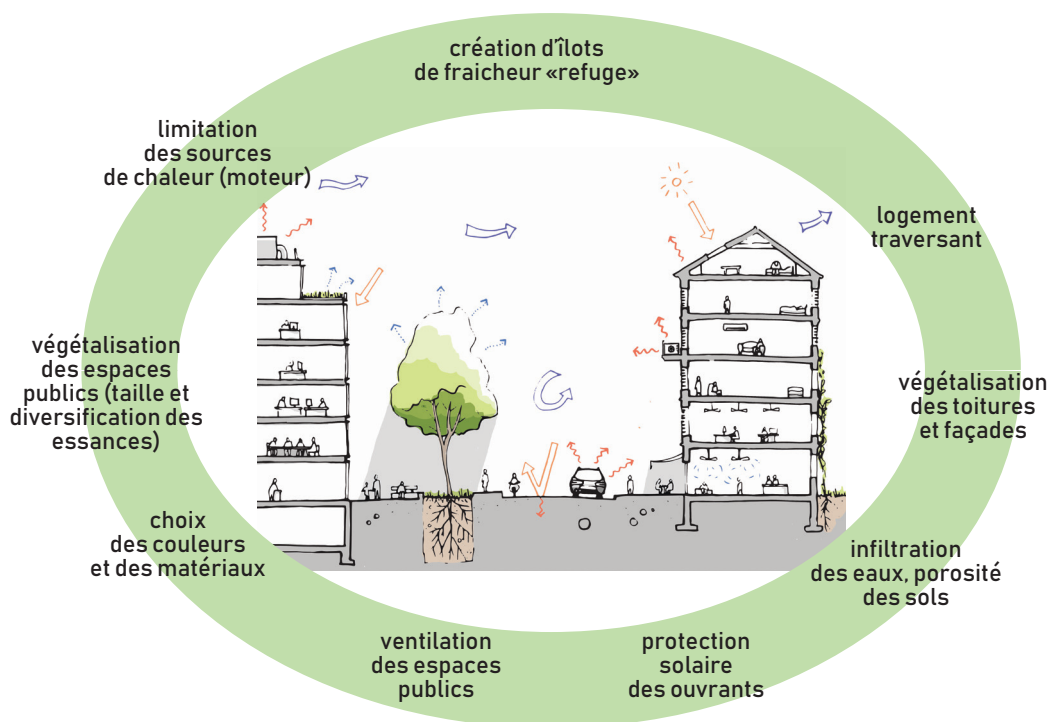 création d'îlots
de fraicheur «refuge»
limitation
des sources
de chaleur (moteur)
logement
traversant
végétalisation
des espaces
publics (taille et
diversification des
essances)
végétalisation
des toitures
et façades
choix
des couleurs
et des matériaux
infiltration
des eaux, porosité
des sols
ventilation
des espaces
publics
protection
solaire
des ouvrants